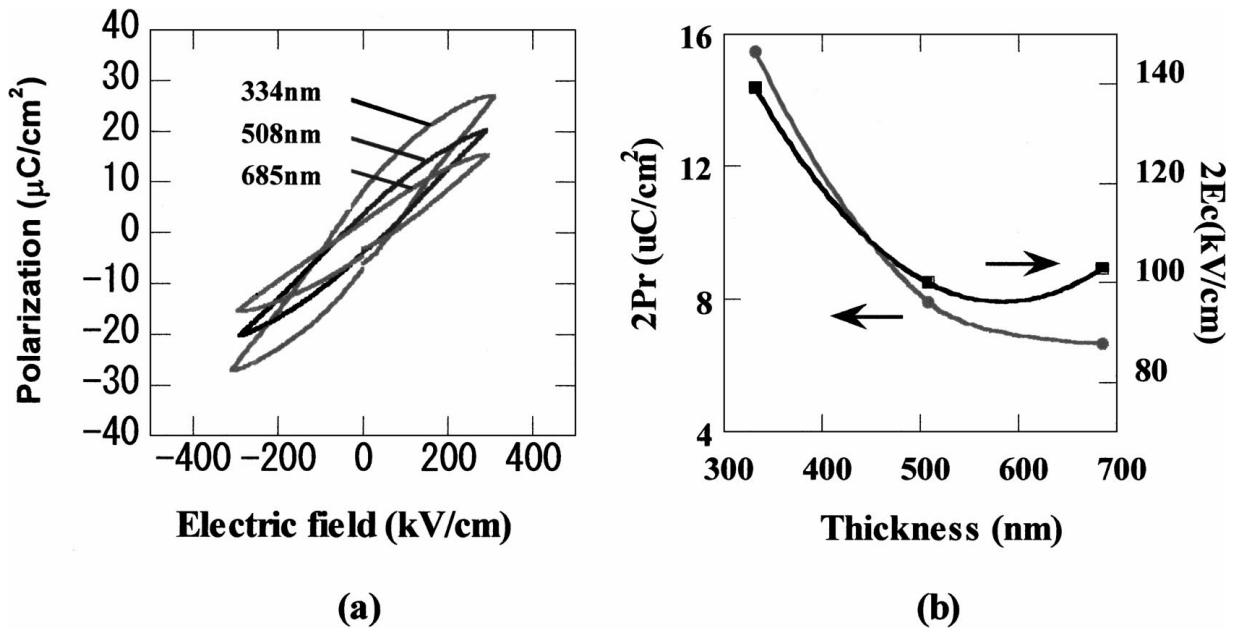 Polarization (μC/cm²)
40
30
20
10
0
−10
−20
−30
−40
334nm
508nm
685nm
−400
−200
0
200
400
Electric field (kV/cm)
(a)
2Pr (uC/cm²)
16
12
8
4
140
120
100
80
2Ec(kV/cm)
300
400
500
600
700
Thickness (nm)
(b)